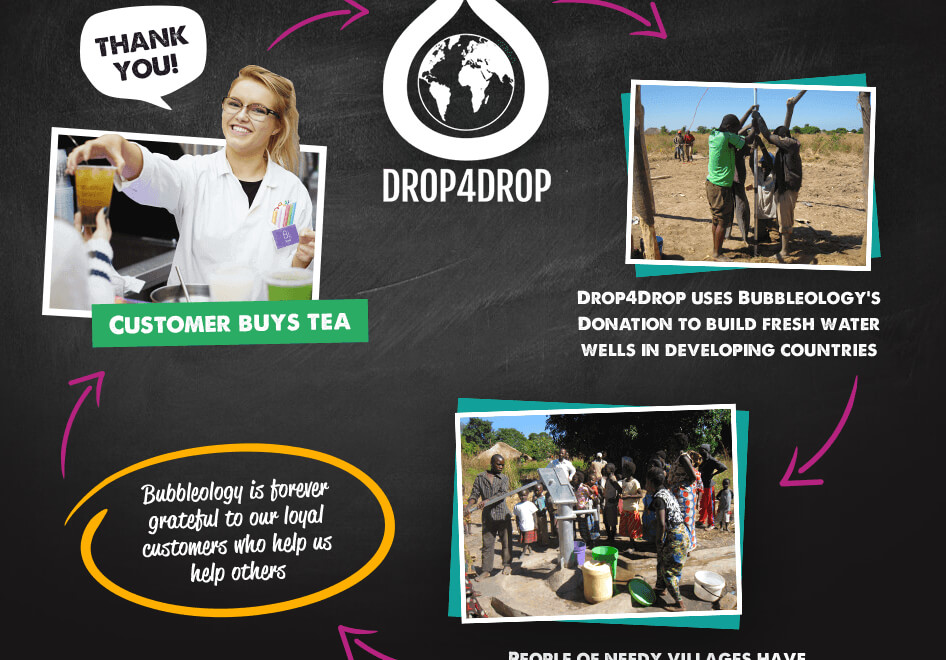 THANK
YOU!
DROP4DROP
CUSTOMER BUYS TEA
DROP4DROP USES BUBBLEOLOGY'S
DONATION TO BUILD FRESH WATER
WELLS IN DEVELOPING COUNTRIES
Bubbleology is forever
grateful to our loyal
customers who help us
help others
PEOPLE OF NEEDY VILLAGES HAVE